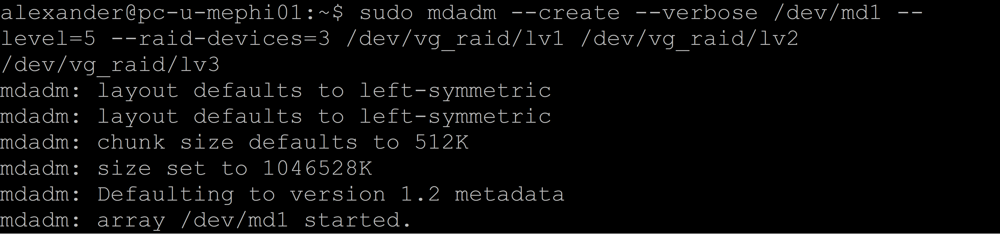 alexander@pc-u-mephi01:~$ sudo mdadm --create --verbose /dev/md1 --
level=5 --raid-devices=3 /dev/vg_raid/lv1 /dev/vg_raid/lv2
/dev/vg_raid/lv3
mdadm: layout defaults to left-symmetric
mdadm: layout defaults to left-symmetric
mdadm: chunk size defaults to 512K
mdadm: size set to 1046528K
mdadm: Defaulting to version 1.2 metadata
mdadm: array /dev/md1 started.